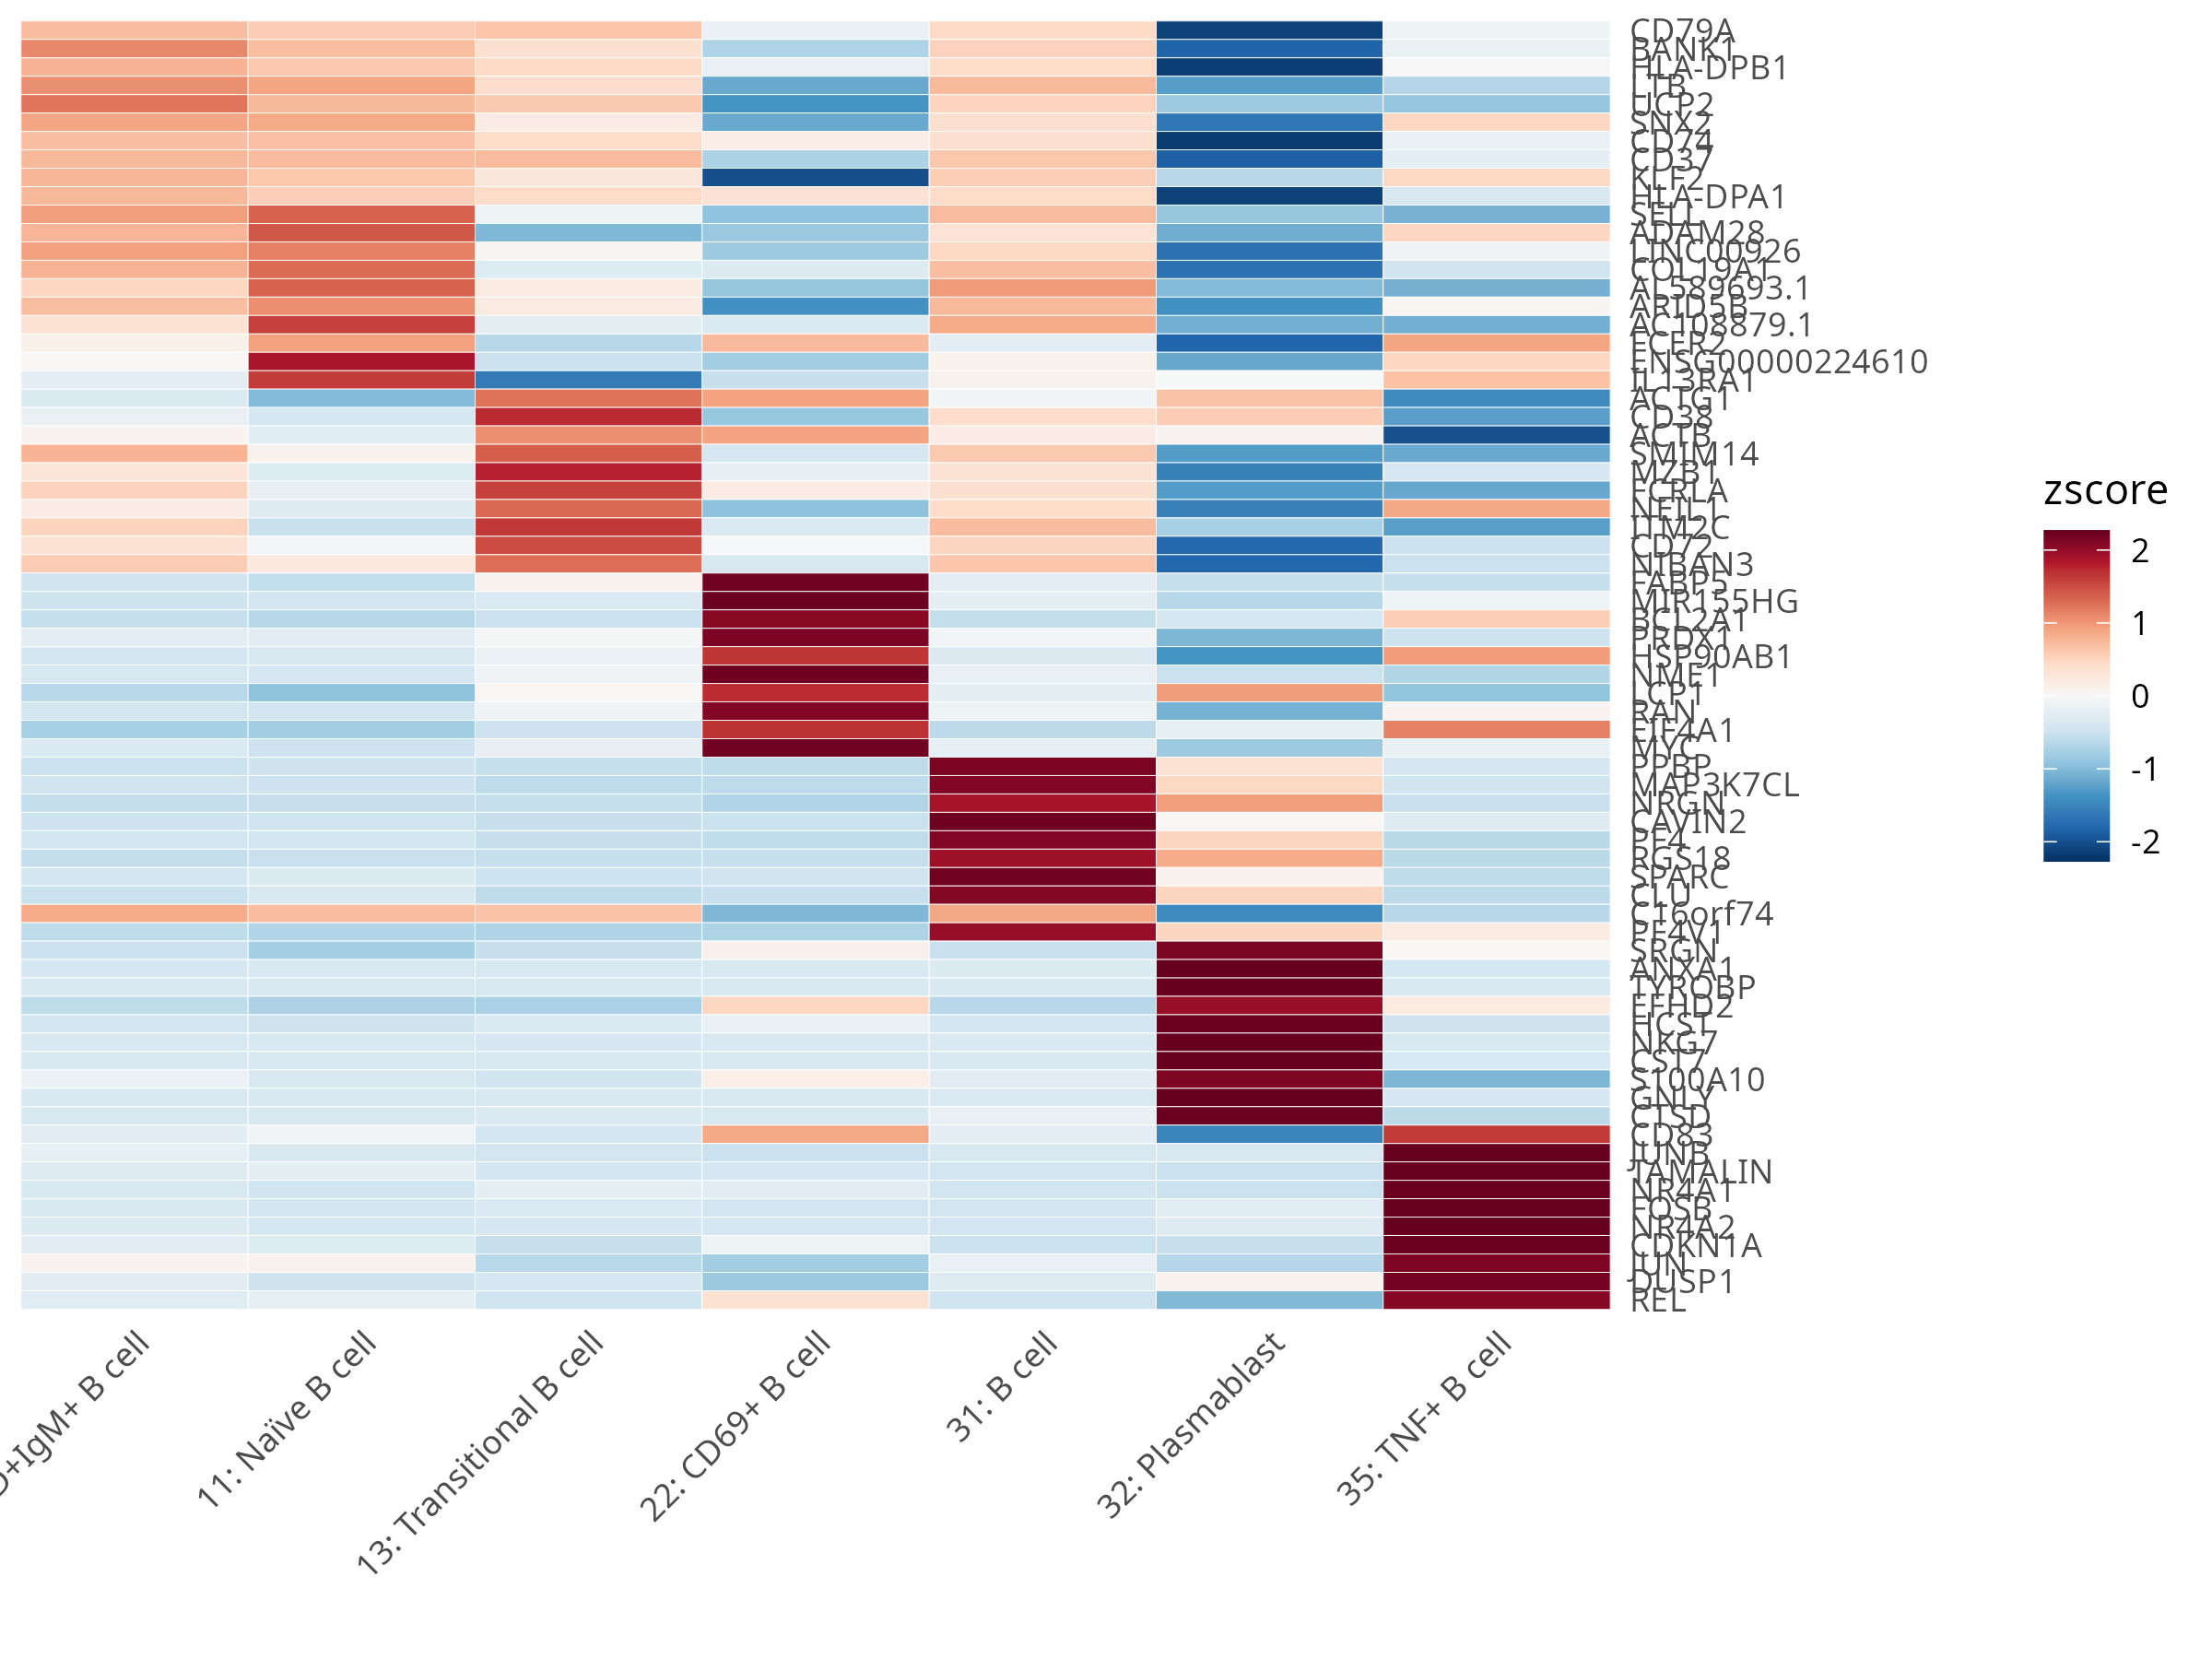 CD79A
BANK1
HLA-DPB1
LTB
UCP2
SNX2
CD74
CD37
KLF2
HLA-DPA1
SELL
ADAM28
LINC00926
COL19A1
AL589693.1
ARID5B
AC108879.1
FCER2
ENSG00000224610
IL13RA1
ACTG1
CD38
ACTB
SMIM14
MZB1
FCRLA
NEIL1
ITM2C
CD72
NIBAN3
FABP5
MIR155HG
BCL2A1
PRDX1
HSP90AB1
NME1
LCP1
RAN
EIF4A1
MYC
PPBP
MAP3K7CL
NRGN
CAVIN2
PF4
RGS18
SPARC
CLU
C16orf74
PF4V1
SRGN
ANXA1
TYROBP
EFHD2
HCST
NKG7
CST7
S100A10
GNLY
CTSD
CD83
JUNB
TAMALIN
NR4A1
FOSB
NR4A2
CDKN1A
JUN
DUSP1
REL
zscore
2
1
0
-1
-2
D+IgM+ B cell
11: Naïve B cell
13: Transitional B cell
22: CD69+ B cell
31: B cell
32: Plasmablast
35: TNF+ B cell